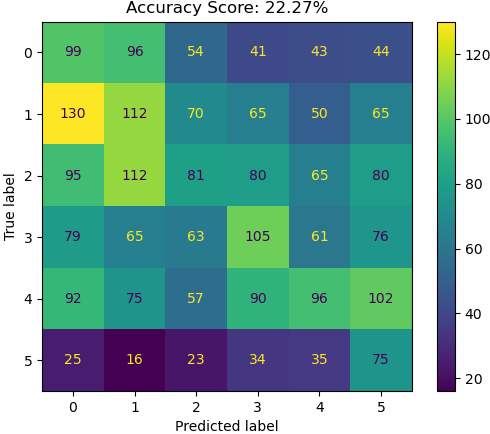 Accuracy Score: 22.27%
0 99 96 54 41 43 44
1 130 112 70 65 50 65
2 95 112 81 80 65 80
3 79 65 63 105 61 76
4 92 75 57 90 96 102
5 25 16 23 34 35 75
0 1 2 3 4 5
Predicted label
True label
120
100
80
60
40
20